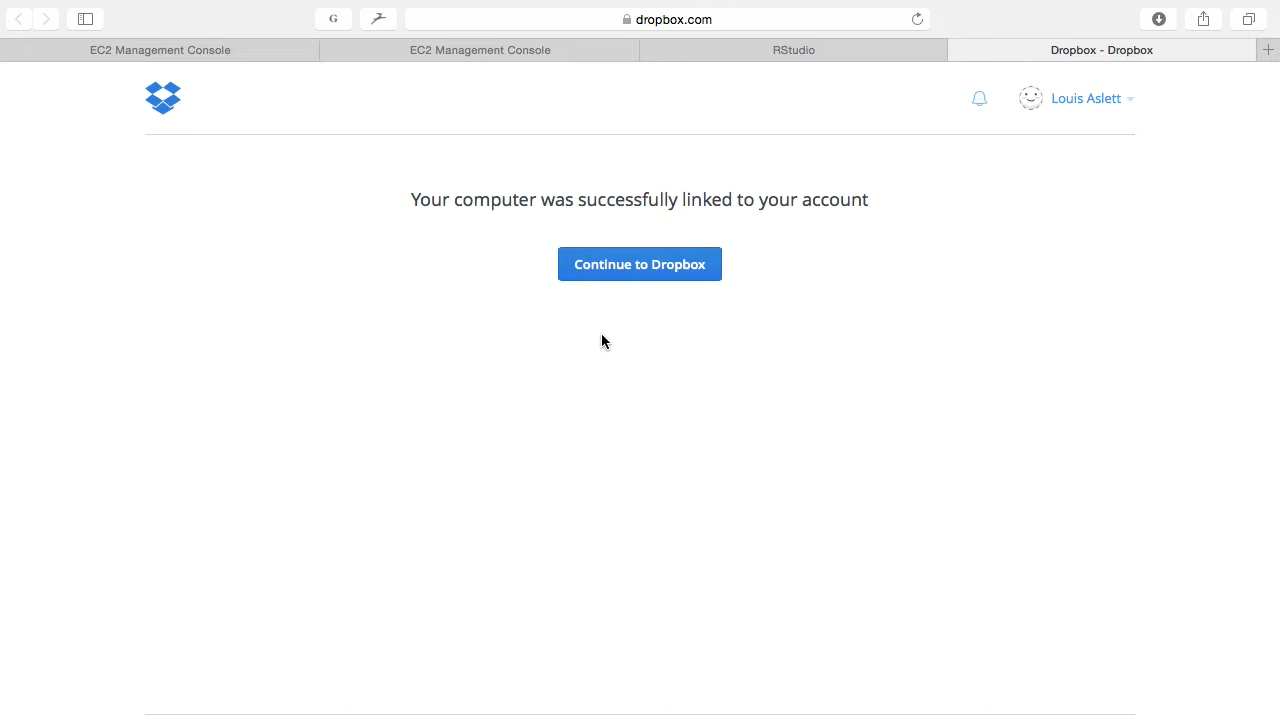 G
dropbox.com
EC2 Management Console
EC2 Management Console
RStudio
Dropbox - Dropbox
Louis Aslett
Your computer was successfully linked to your account
Continue to Dropbox